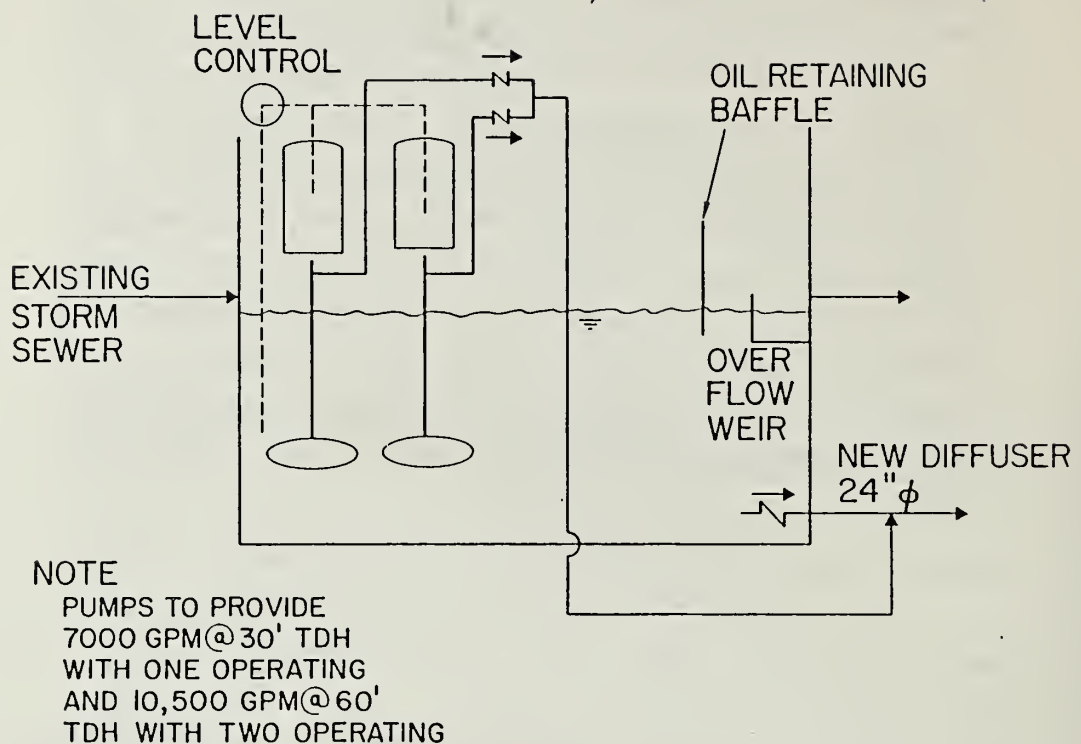 LEVEL
CONTROL
OIL RETAINING
BAFFLE
EXISTING
STORM
SEWER
OVER
FLOW
WEIR
NEW DIFFUSER
24"ϕ
NOTE
PUMPS TO PROVIDE
7000 GPM@30' TDH
WITH ONE OPERATING
AND 10,500 GPM@60'
TDH WITH TWO OPERATING